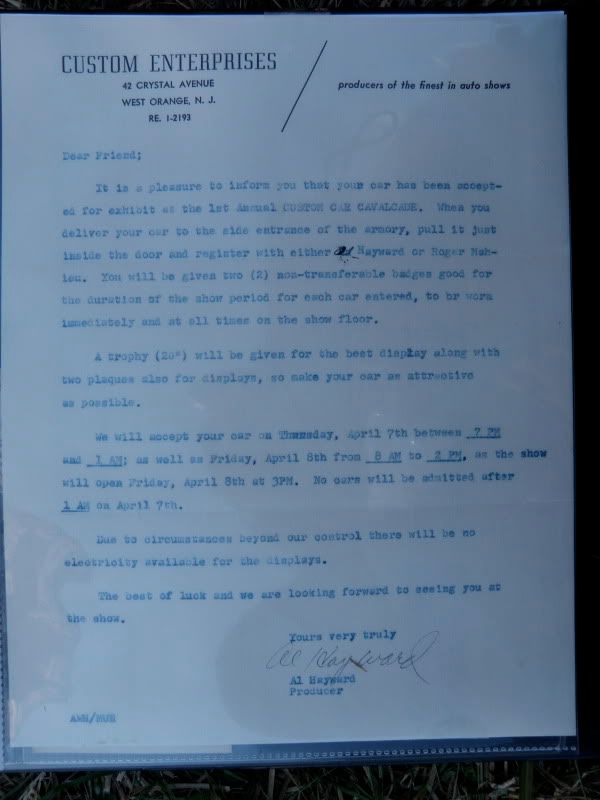 CUSTOM ENTERPRISES
42 CRYSTAL AVENUE
WEST ORANGE, N. J.
RE. 1-2193
producers of the finest in auto shows
Dear Friend;
It is a pleasure to inform you that your car has been accept-
ed for exhibit at the 1st Annual CUSTOM CAR CAVALCADE. When you
deliver your car to the side entrance of the armory, pull it just
inside the door and register with either Al Hayward or Roger Mah-
ieu. You will be given two (2) non-transferable badges good for
the duration of the show period for each car entered, to br worn
immediately and at all times on the show floor.
A trophy (20") will be given for the best display along with
two plaques also for displays, so make your car as attractive
as possible.
We will accept your car on Thursday, April 7th between 7 PM
and 1 AM; as well as Friday, April 8th from 8 AM to 2 PM, as the show
will open Friday, April 8th at 3PM. No cars will be admitted after
1 AM on April 7th.
Due to circumstances beyond our control there will be no
electricity available for the displays.
The best of luck and we are looking forward to seeing you at
the show.
Yours very truly
Al Hayward
Al Hayward
Producer